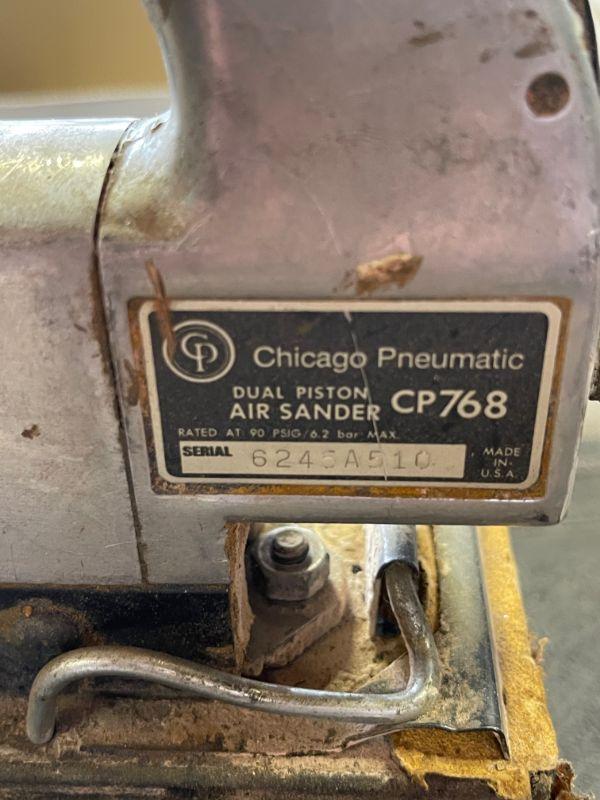 CP
Chicago Pneumatic
DUAL PISTON
AIR SANDER CP768
RATED AT 90 PSIG/6.2 bar MAX.
SERIAL 6245A510
MADE
IN
U.S.A.